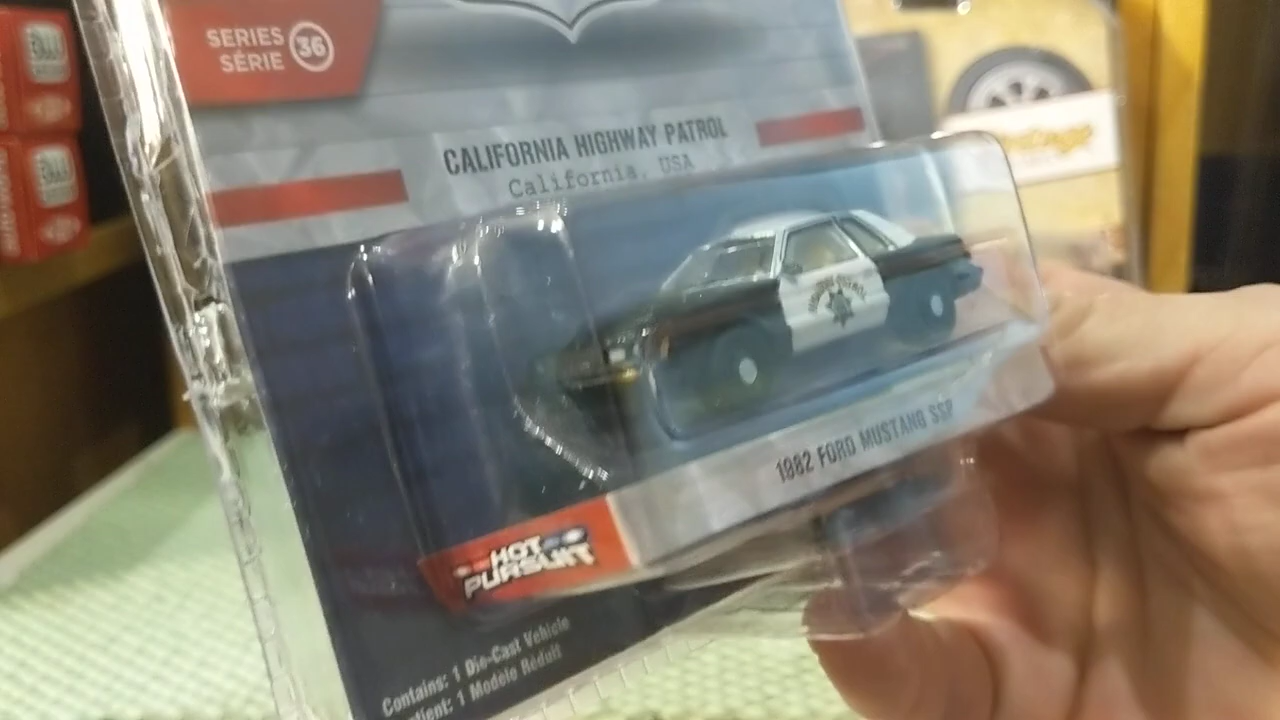 SERIES
SÉRIE 36
CALIFORNIA HIGHWAY PATROL
California, USA
1982 FORD MUSTANG SSP
HOT
PURSUIT
Contains: 1 Die-Cast Vehicle
1 Modèle Réduit